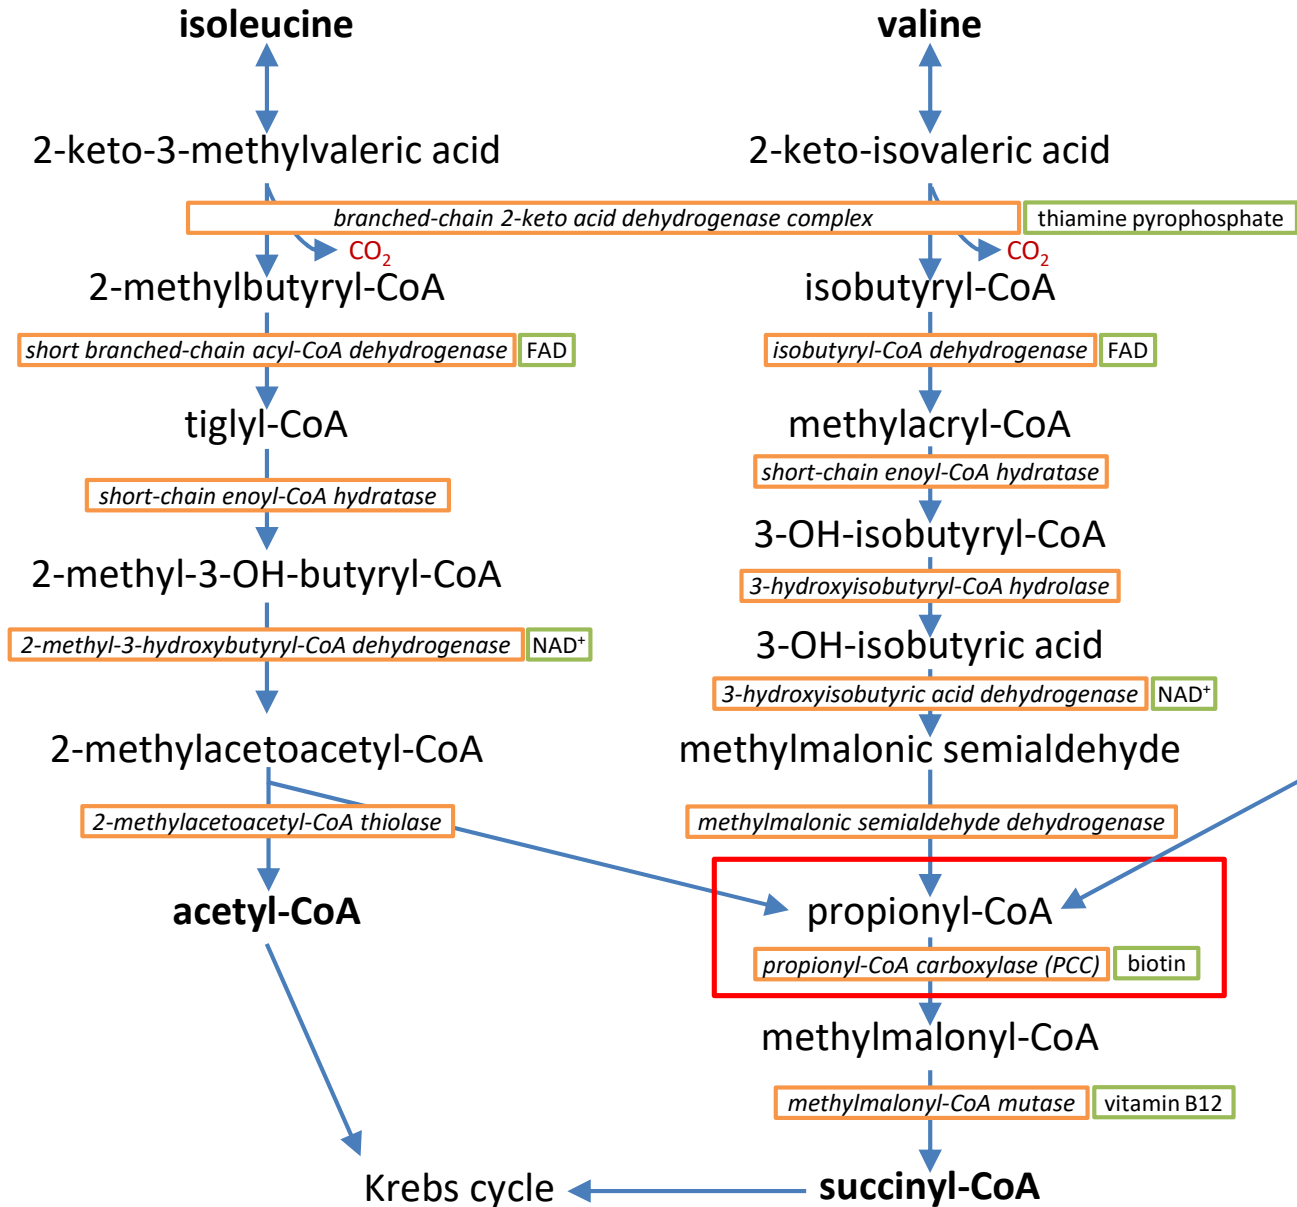 isoleucine
valine
2-keto-3-methylvaleric acid
2-keto-isovaleric acid
branched-chain 2-keto acid dehydrogenase complex
thiamine pyrophosphate
CO₂
CO₂
2-methylbutyryl-CoA
isobutyryl-CoA
short branched-chain acyl-CoA dehydrogenase
FAD
isobutyryl-CoA dehydrogenase
FAD
tiglyl-CoA
methylacryl-CoA
short-chain enoyl-CoA hydratase
short-chain enoyl-CoA hydratase
2-methyl-3-OH-butyryl-CoA
3-OH-isobutyryl-CoA
3-hydroxyisobutyryl-CoA hydrolase
2-methyl-3-hydroxybutyryl-CoA dehydrogenase
NAD⁺
3-OH-isobutyric acid
3-hydroxyisobutyric acid dehydrogenase
NAD⁺
2-methylacetoacetyl-CoA
methylmalonic semialdehyde
2-methylacetoacetyl-CoA thiolase
methylmalonic semialdehyde dehydrogenase
acetyl-CoA
propionyl-CoA
propionyl-CoA carboxylase (PCC)
biotin
methylmalonyl-CoA
methylmalonyl-CoA mutase
vitamin B12
Krebs cycle
succinyl-CoA